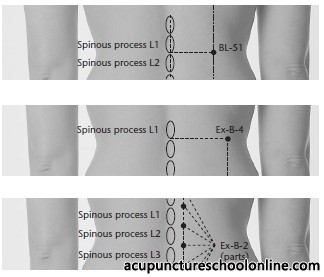 Spinous process L1
BL-51
Spinous process L2
Spinous process L1
Ex-B-4
Spinous process L1
Spinous process L2
Ex-B-2
(parts)
Spinous process L3
acupunctureschoolonline.com